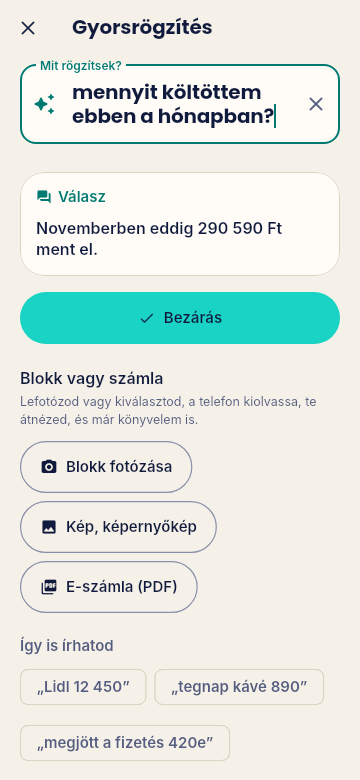 Gyorsrögzítés
Mit rögzítsek?
mennyit költöttem
ebben a hónapban?
Válasz
Novemberben eddig 290 590 Ft
ment el.
Bezárás
Blokk vagy számla
Lefotózod vagy kiválasztod, a telefon kiolvassa, te
átnézed, és már könyvelem is.
Blokk fotózása
Kép, képernyőkép
PDF E-számla (PDF)
Így is írhatod
„Lidl 12 450”
„tegnap kávé 890”
„megjött a fizetés 420e”